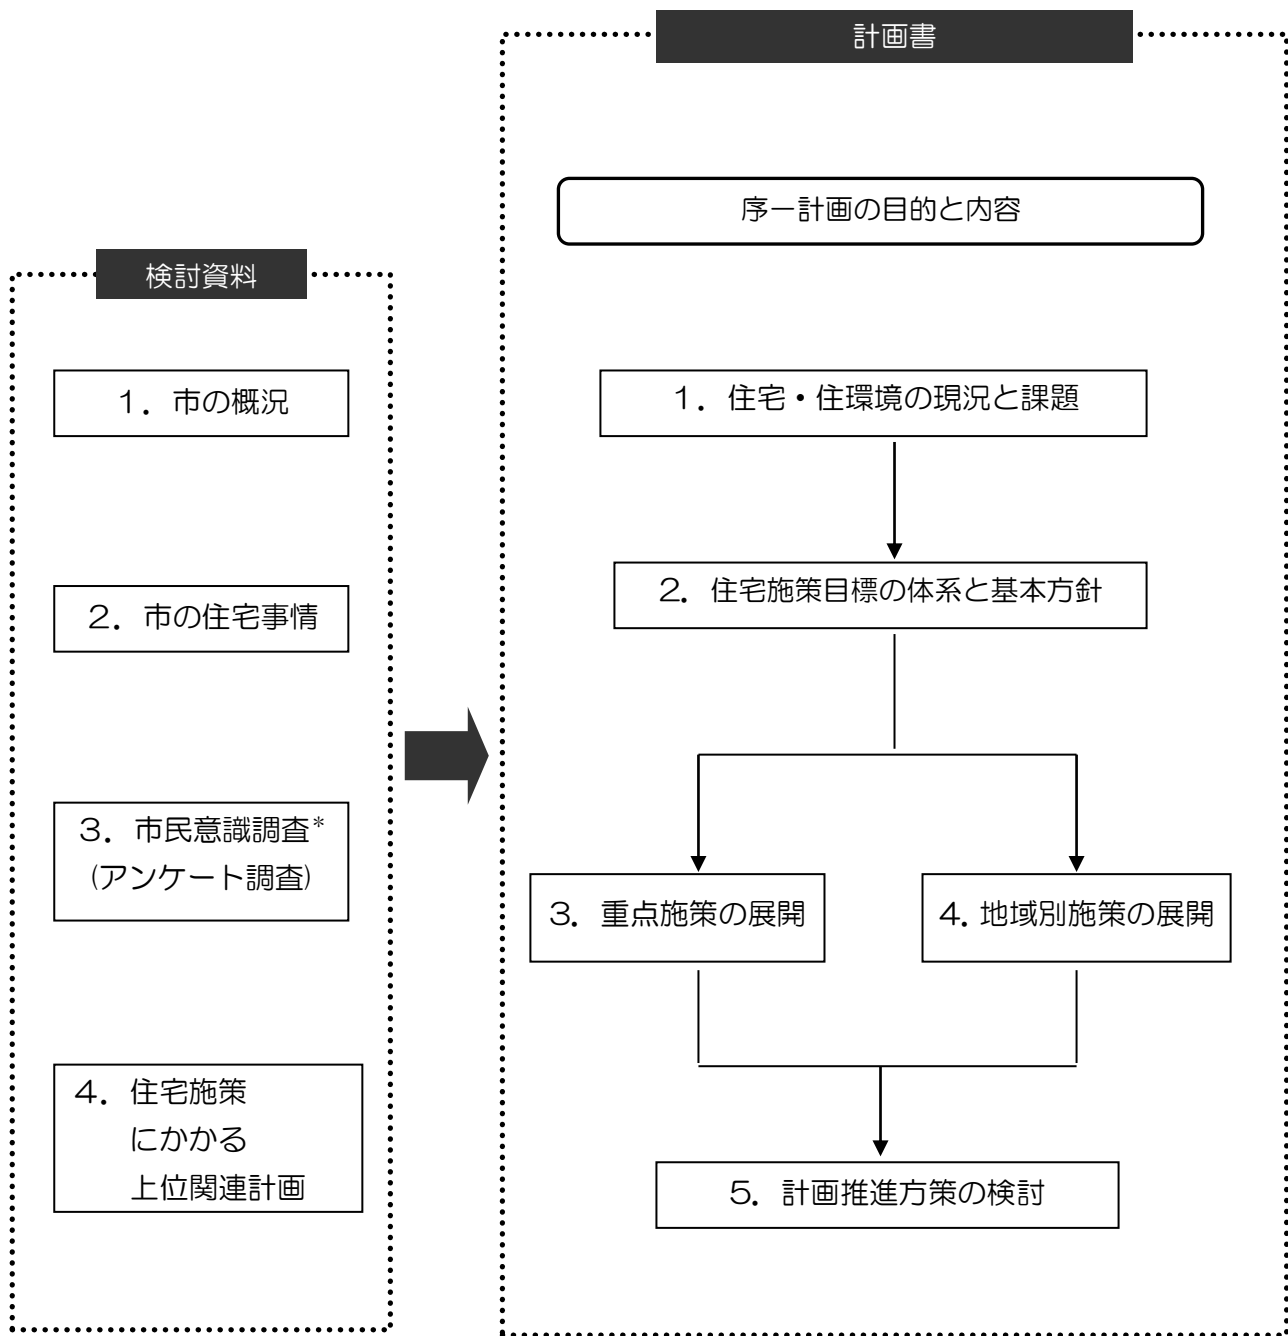 計画書
序ー計画の目的と内容
検討資料
1．市の概況
2．市の住宅事情
3．市民意識調査*
(アンケート調査)
4．住宅施策
にかかる
上位関連計画
1．住宅・住環境の現況と課題
2．住宅施策目標の体系と基本方針
3．重点施策の展開
4．地域別施策の展開
5．計画推進方策の検討